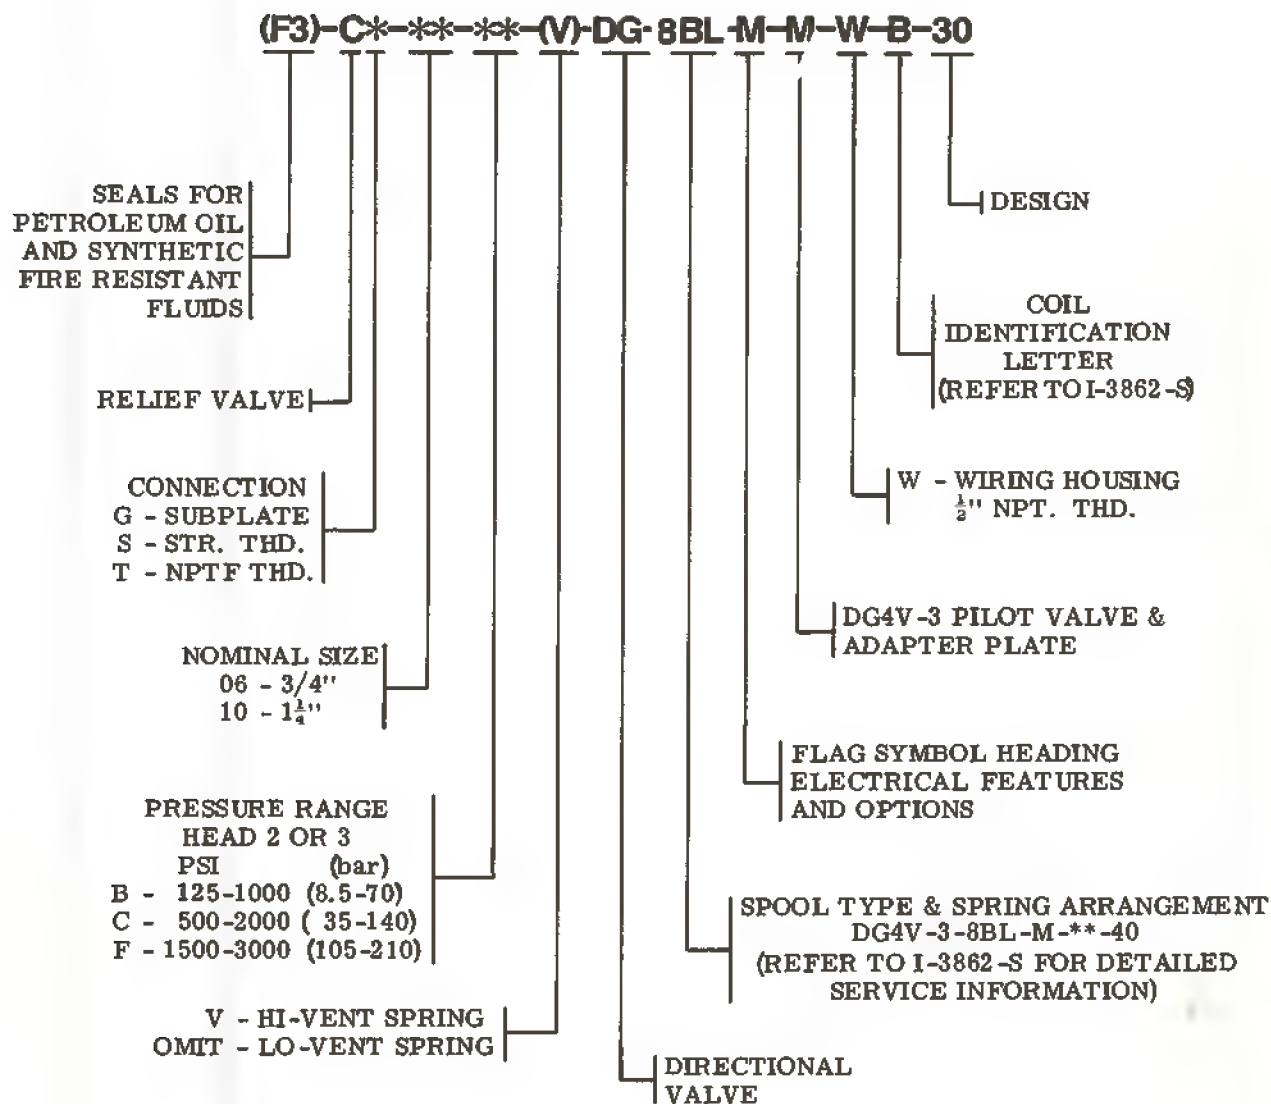 (F3)-C*-**-**-(V)-DG-8BL-M-M-W-B-30
SEALS FOR
PETROLEUM OIL
AND SYNTHETIC
FIRE RESISTANT
FLUIDS
RELIEF VALVE
CONNECTION
G - SUBPLATE
S - STR. THD.
T - NPTF THD.
NOMINAL SIZE
06 - 3/4"
10 - 1¼"
PRESSURE RANGE
HEAD 2 OR 3
PSI (bar)
B - 125-1000 (8.5-70)
C - 500-2000 ( 35-140)
F - 1500-3000 (105-210)
V - HI-VENT SPRING
OMIT - LO-VENT SPRING
DESIGN
COIL
IDENTIFICATION
LETTER
(REFER TO I-3862-S)
W - WIRING HOUSING
½" NPT. THD.
DG4V-3 PILOT VALVE &
ADAPTER PLATE
FLAG SYMBOL HEADING
ELECTRICAL FEATURES
AND OPTIONS
SPOOL TYPE & SPRING ARRANGEMENT
DG4V-3-8BL-M-**-40
(REFER TO I-3862-S FOR DETAILED
SERVICE INFORMATION)
DIRECTIONAL
VALVE